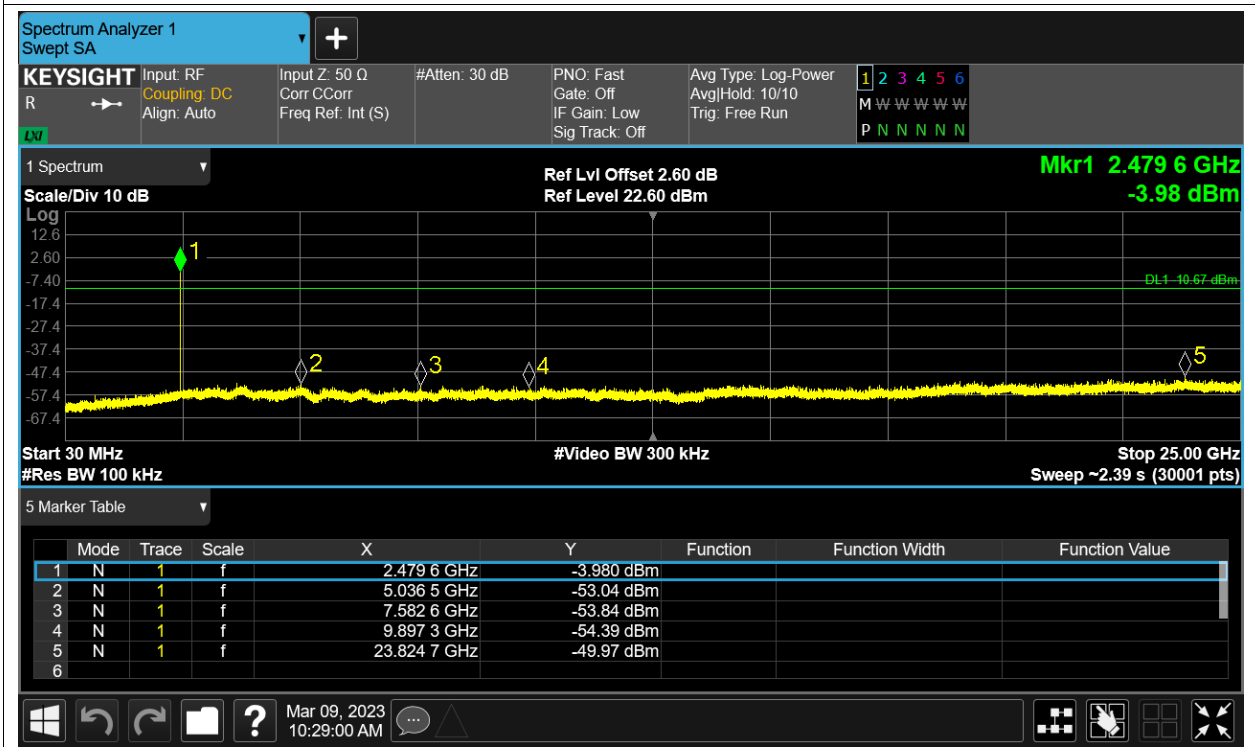 Spectrum Analyzer 1
Swept SA
+
KEYSIGHT Input: RF Input Z: 50 Ω #Atten: 30 dB PNO: Fast Avg Type: Log-Power 1 2 3 4 5 6
R Coupling: DC Corr CCorr Gate: Off Avg|Hold: 10/10 M W W W W W
Align: Auto Freq Ref: Int (S) IF Gain: Low Trig: Free Run
LXI Sig Track: Off P N N N N N
1 Spectrum Ref Lvl Offset 2.60 dB Mkr1 2.479 6 GHz
Scale/Div 10 dB Ref Level 22.60 dBm -3.98 dBm
Log
12.6
1
2.60
-7.40 DL1 -10.67 dBm
-17.4
-27.4
-37.4
2 3 4 5
-47.4
-57.4
-67.4
Start 30 MHz #Video BW 300 kHz Stop 25.00 GHz
#Res BW 100 kHz Sweep ~2.39 s (30001 pts)
5 Marker Table
Mode Trace Scale X Y Function Function Width Function Value
1 N 1 f 2.479 6 GHz -3.980 dBm
2 N 1 f 5.036 5 GHz -53.04 dBm
3 N 1 f 7.582 6 GHz -53.84 dBm
4 N 1 f 9.897 3 GHz -54.39 dBm
5 N 1 f 23.824 7 GHz -49.97 dBm
6
? Mar 09, 2023
10:29:00 AM